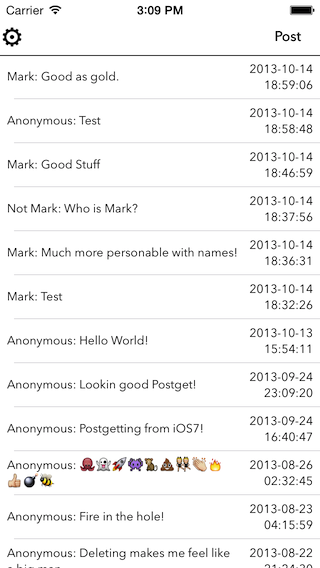 Carrier 3:09 PM
Post
Mark: Good as gold. 2013-10-14
18:59:06
Anonymous: Test 2013-10-14
18:58:48
Mark: Good Stuff 2013-10-14
18:46:59
Not Mark: Who is Mark? 2013-10-14
18:37:56
Mark: Much more personable with names! 2013-10-14
18:36:31
Mark: Test 2013-10-14
18:32:26
Anonymous: Hello World! 2013-10-13
15:54:11
Anonymous: Lookin good Postget! 2013-09-24
23:09:20
Anonymous: Postgetting from iOS7! 2013-09-24
16:40:47
Anonymous: 2013-08-26
02:32:45
Anonymous: Fire in the hole! 2013-08-23
04:15:59
Anonymous: Deleting makes me feel like 2013-08-22